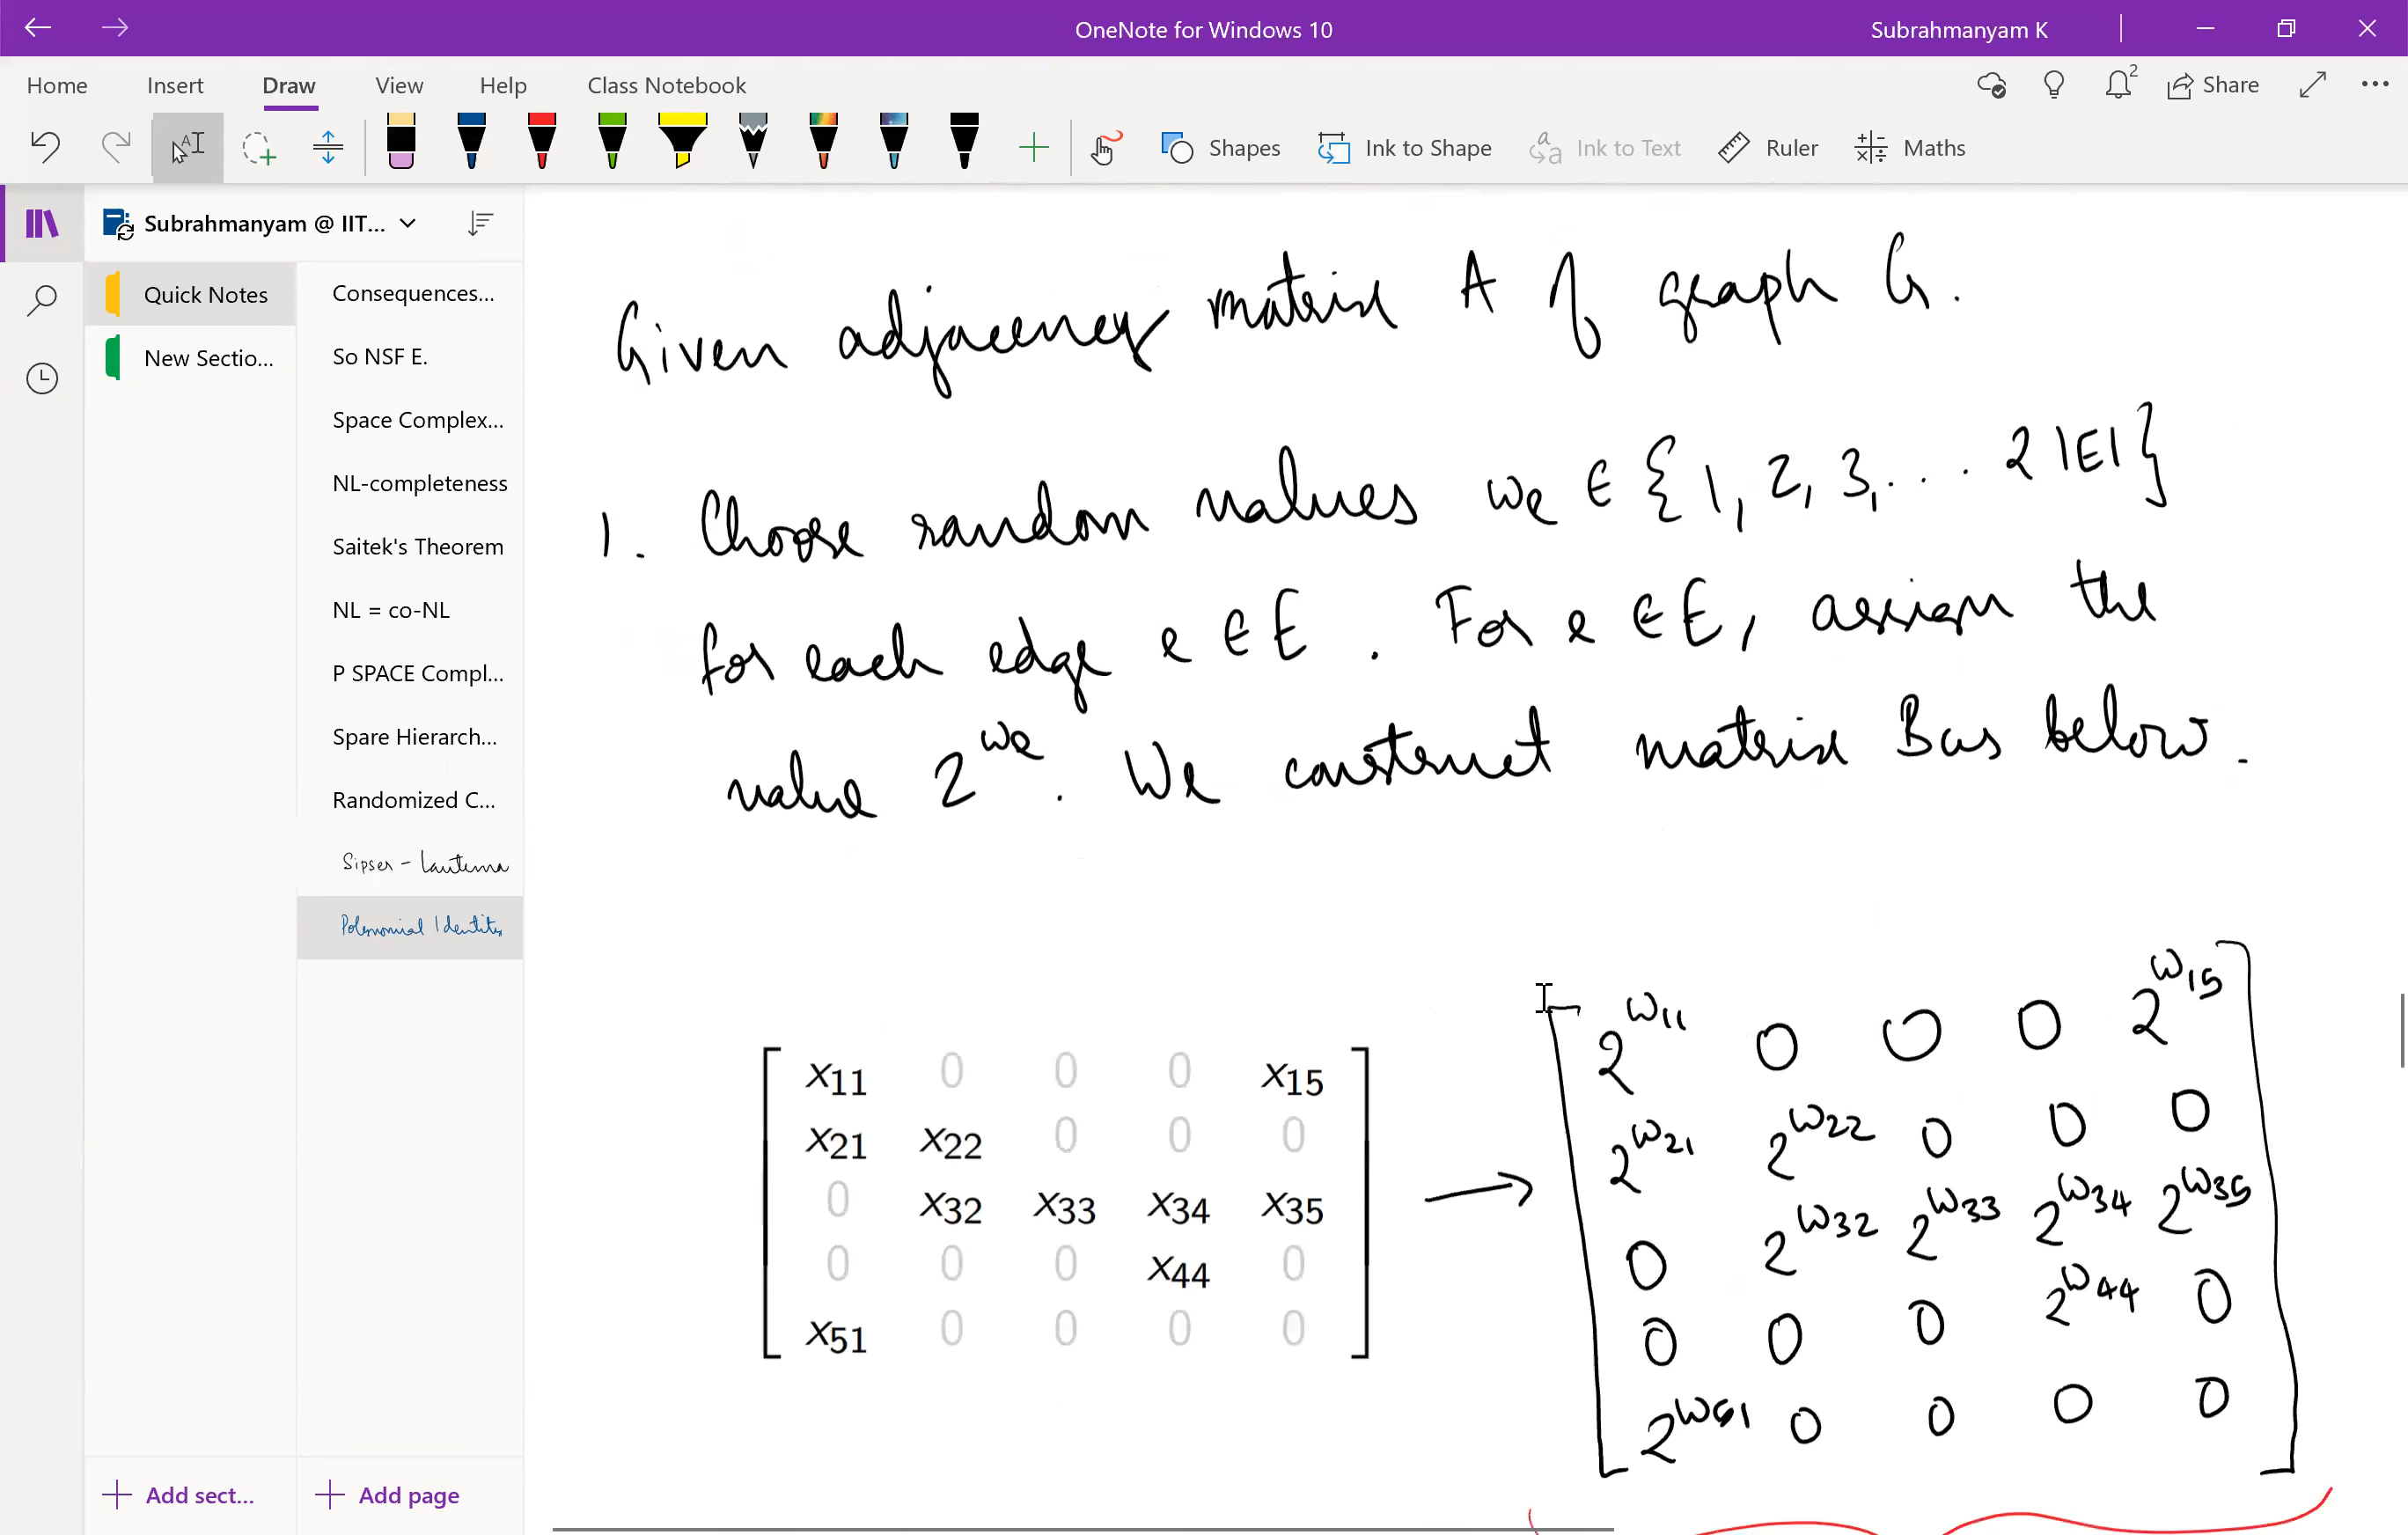 OneNote for Windows 10
Subrahmanyam K
Home Insert Draw View Help Class Notebook
2 Share
Shapes Ink to Shape Ink to Text Ruler Maths
Subrahmanyam @ IIT...
Quick Notes
New Sectio...
Consequences...
So NSF E.
Space Complex...
NL-completeness
Saitek's Theorem
NL = co-NL
P SPACE Compl...
Spare Hierarch...
Randomized C...
Sipser - Lautema
Polynomial Identity
Add sect...
Add page
Given adjacency matrix A of graph G.
1. Choose random values we ∈ {1, 2, 3, ... 2|E|}
for each edge e ∈ E. For e ∈ E, assign the
value 2^we. We construct matrix B as below.
x11 0 0 0 x15
x21 x22 0 0 0
0 x32 x33 x34 x35
0 0 0 x44 0
x51 0 0 0 0
→
2^w11 0 0 0 2^w15
2^w21 2^w22 0 0 0
0 2^w32 2^w33 2^w34 2^w35
0 0 0 2^w44 0
2^w51 0 0 0 0